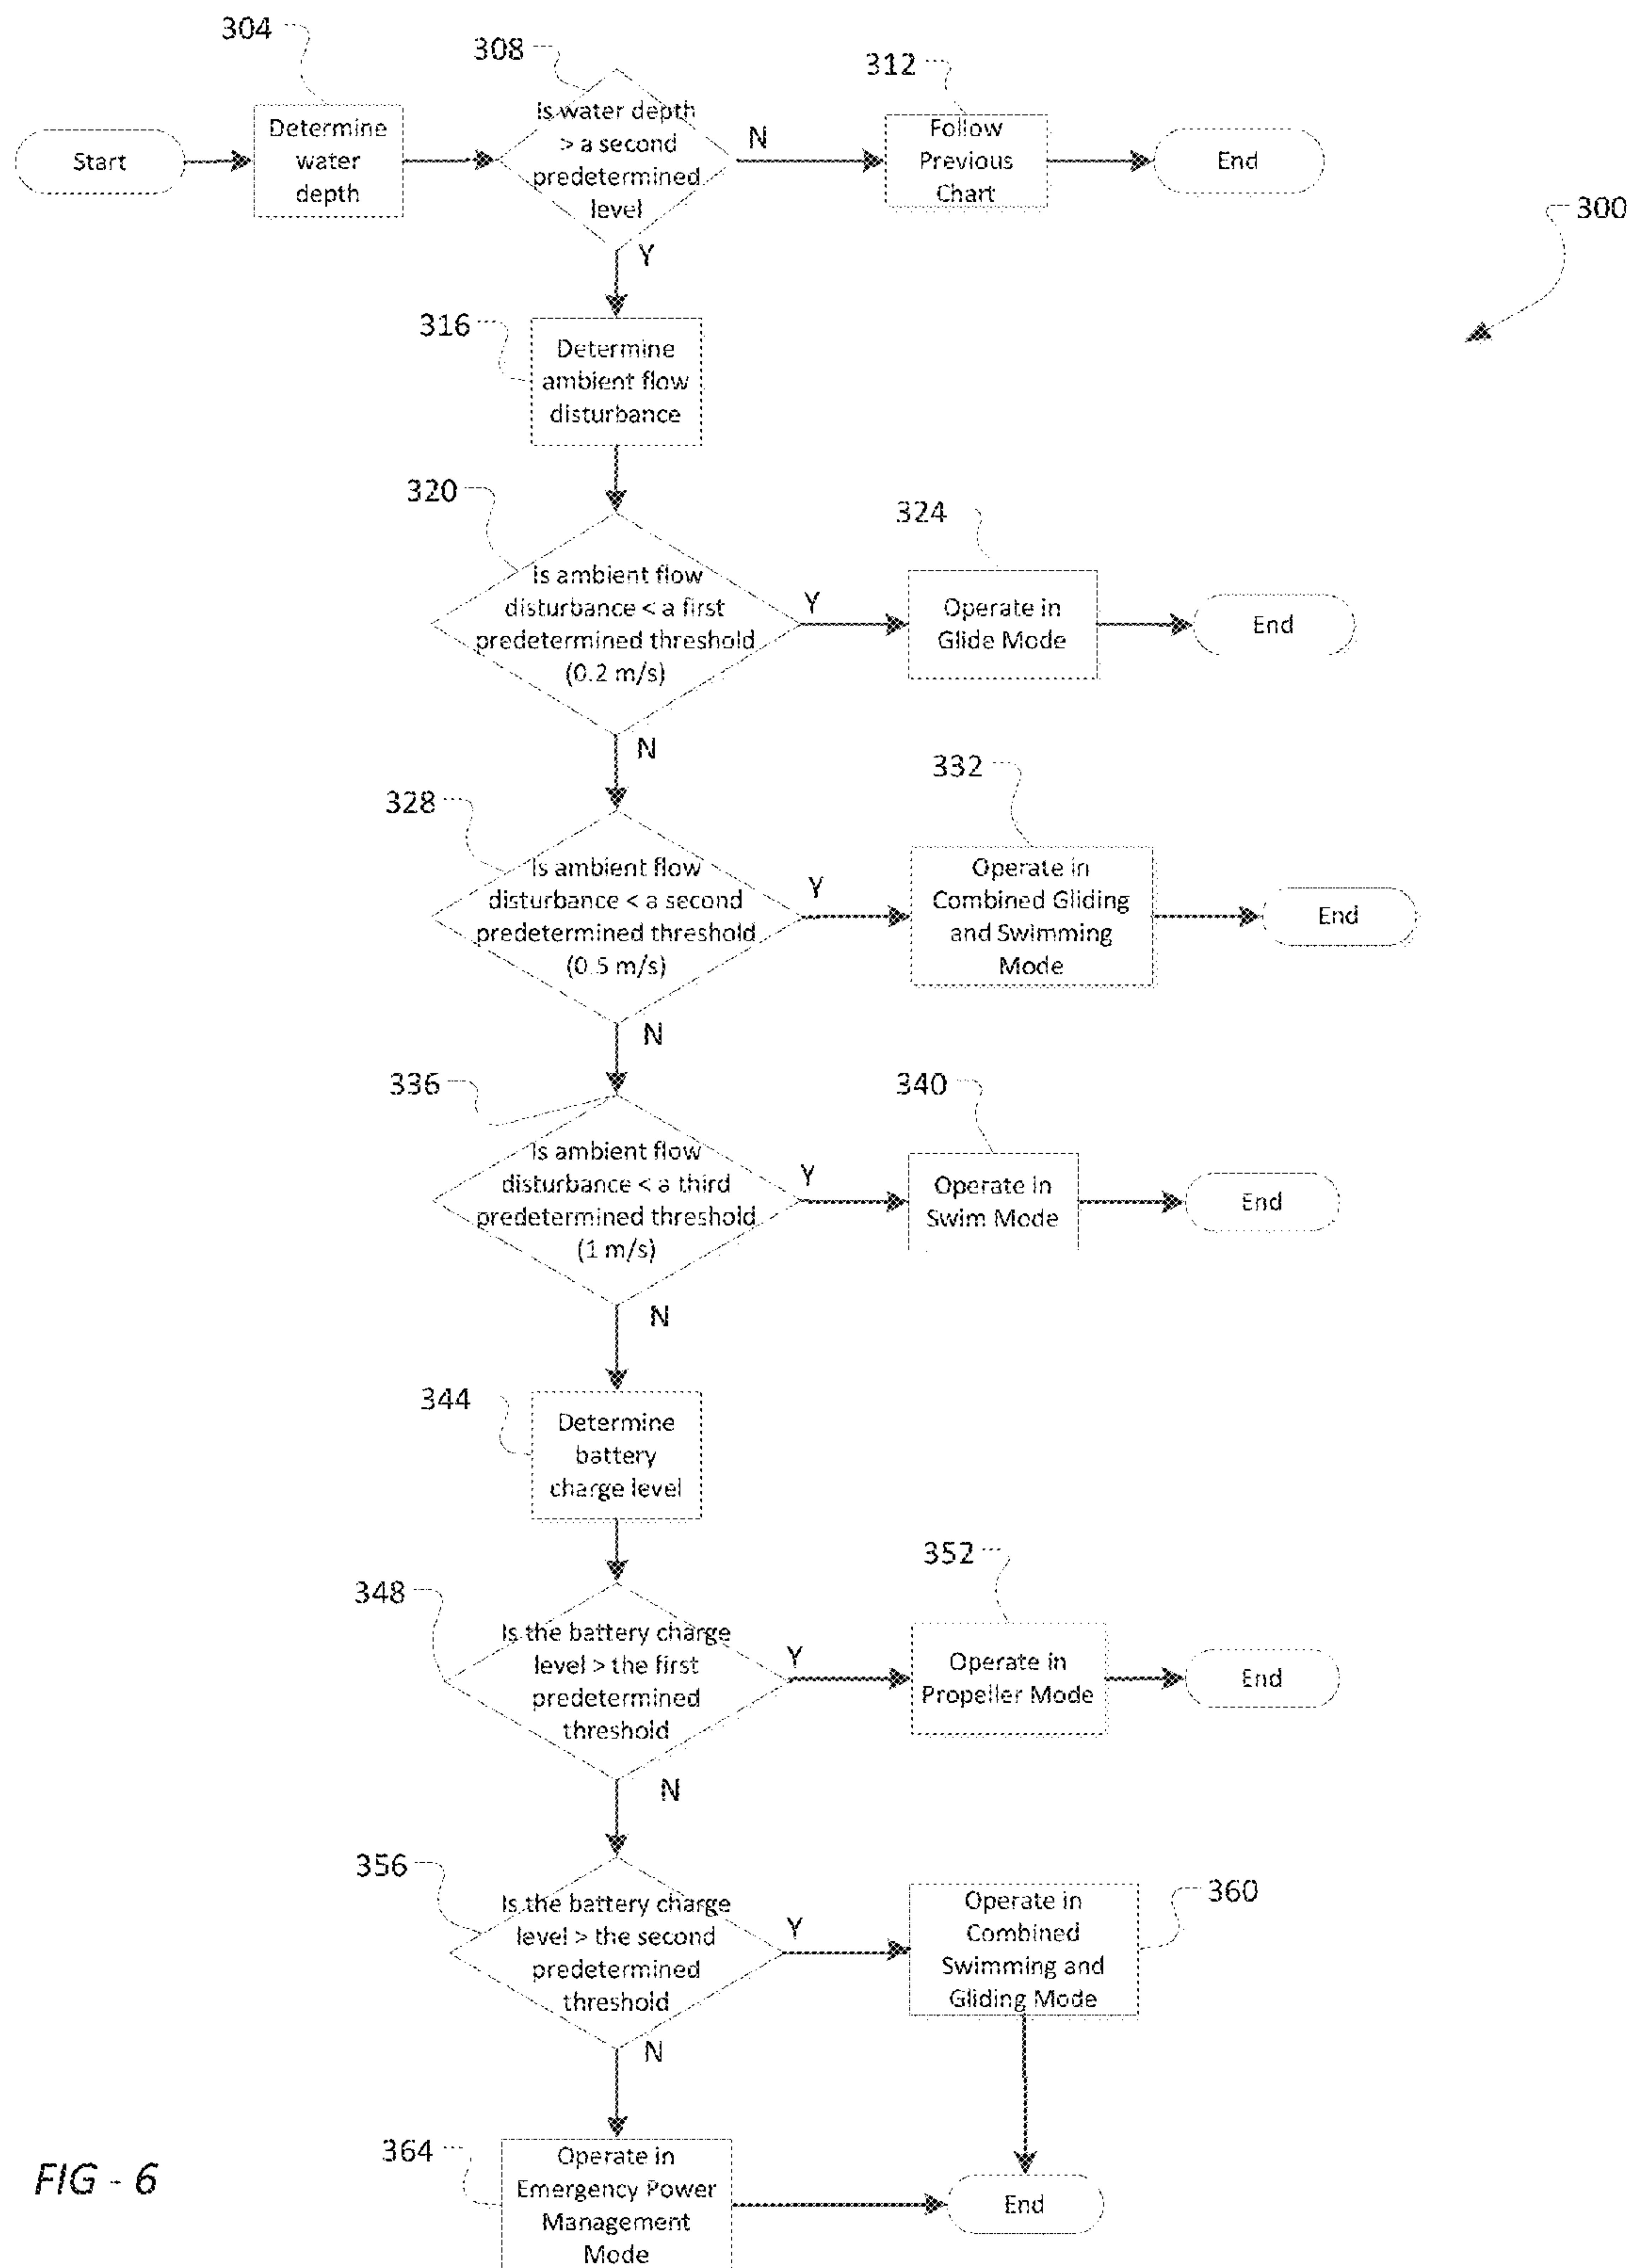 304
308
312
Start
Determine
water
depth
Is water depth
> a second
predetermined
level
N
Follow
Previous
Chart
End
300
Y
316
Determine
ambient flow
disturbance
320
Is ambient flow
disturbance < a first
predetermined threshold
(0.2 m/s)
Y
324
Operate in
Glide Mode
End
N
328
Is ambient flow
disturbance < a second
predetermined threshold
(0.5 m/s)
Y
332
Operate in
Combined Gliding
and Swimming
Mode
End
N
336
Is ambient flow
disturbance < a third
predetermined threshold
(1 m/s)
Y
340
Operate in
Swim Mode
End
N
344
Determine
battery
charge level
348
Is the battery charge
level > the first
predetermined
threshold
Y
352
Operate in
Propeller Mode
End
N
356
Is the battery charge
level > the second
predetermined
threshold
Y
360
Operate in
Combined
Swimming and
Gliding Mode
N
364
Operate in
Emergency Power
Management
Mode
End
FIG - 6